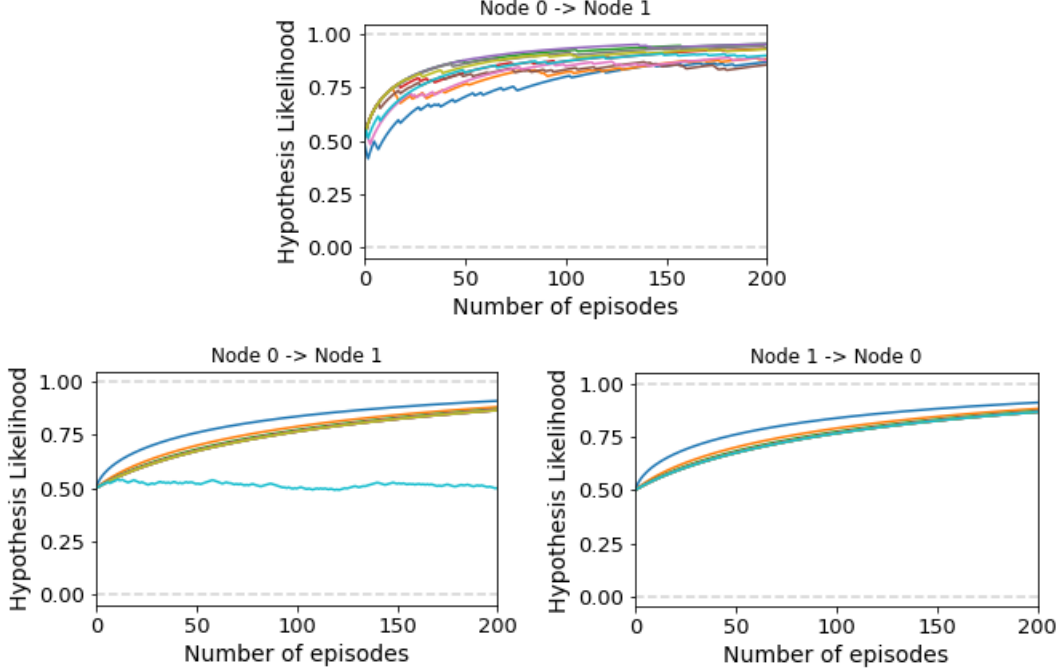 Node 0 -> Node 1
Hypothesis Likelihood
1.00
0.75
0.50
0.25
0.00
0 50 100 150 200
Number of episodes
Node 0 -> Node 1
Hypothesis Likelihood
1.00
0.75
0.50
0.25
0.00
0 50 100 150 200
Number of episodes
Node 1 -> Node 0
Hypothesis Likelihood
1.00
0.75
0.50
0.25
0.00
0 50 100 150 200
Number of episodes